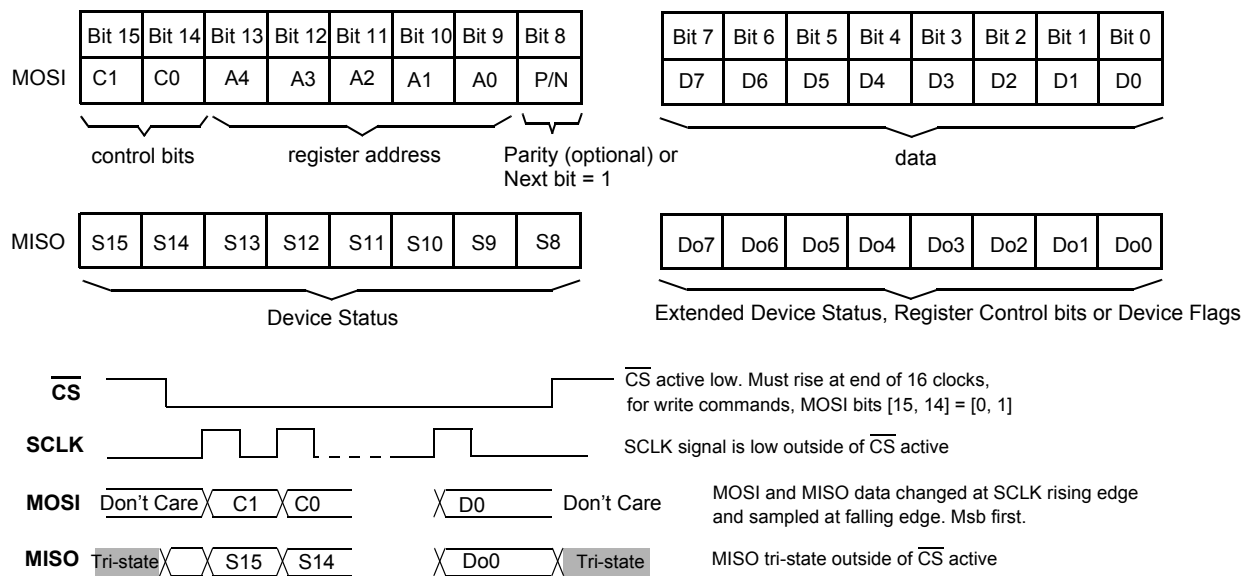 Bit 15 Bit 14 Bit 13 Bit 12 Bit 11 Bit 10 Bit 9 Bit 8 Bit 7 Bit 6 Bit 5 Bit 4 Bit 3 Bit 2 Bit 1 Bit 0
MOSI C1 C0 A4 A3 A2 A1 A0 P/N D7 D6 D5 D4 D3 D2 D1 D0
control bits register address Parity (optional) or data
Next bit = 1
MISO S15 S14 S13 S12 S11 S10 S9 S8 Do7 Do6 Do5 Do4 Do3 Do2 Do1 Do0
Device Status Extended Device Status, Register Control bits or Device Flags
CS CS active low. Must rise at end of 16 clocks,
for write commands, MOSI bits [15, 14] = [0, 1]
SCLK SCLK signal is low outside of CS active
MOSI Don't Care C1 C0 D0 Don't Care MOSI and MISO data changed at SCLK rising edge
and sampled at falling edge. Msb first.
MISO Tri-state S15 S14 Do0 Tri-state MISO tri-state outside of CS active